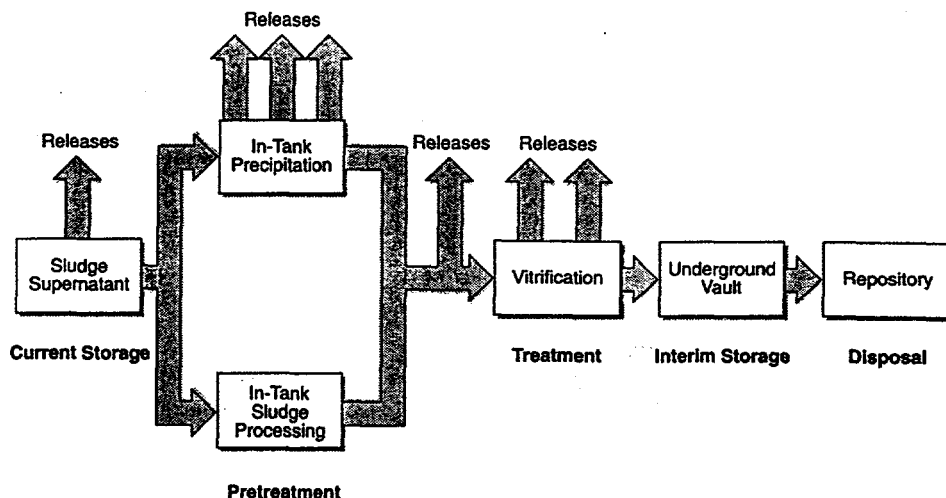 Releases
In-Tank
Precipitation
Releases
Releases
Releases
Sludge
Supernatant
Vitrification
Underground
Vault
Repository
Current Storage
Treatment
Interim Storage
Disposal
In-Tank
Sludge
Processing
Pretreatment